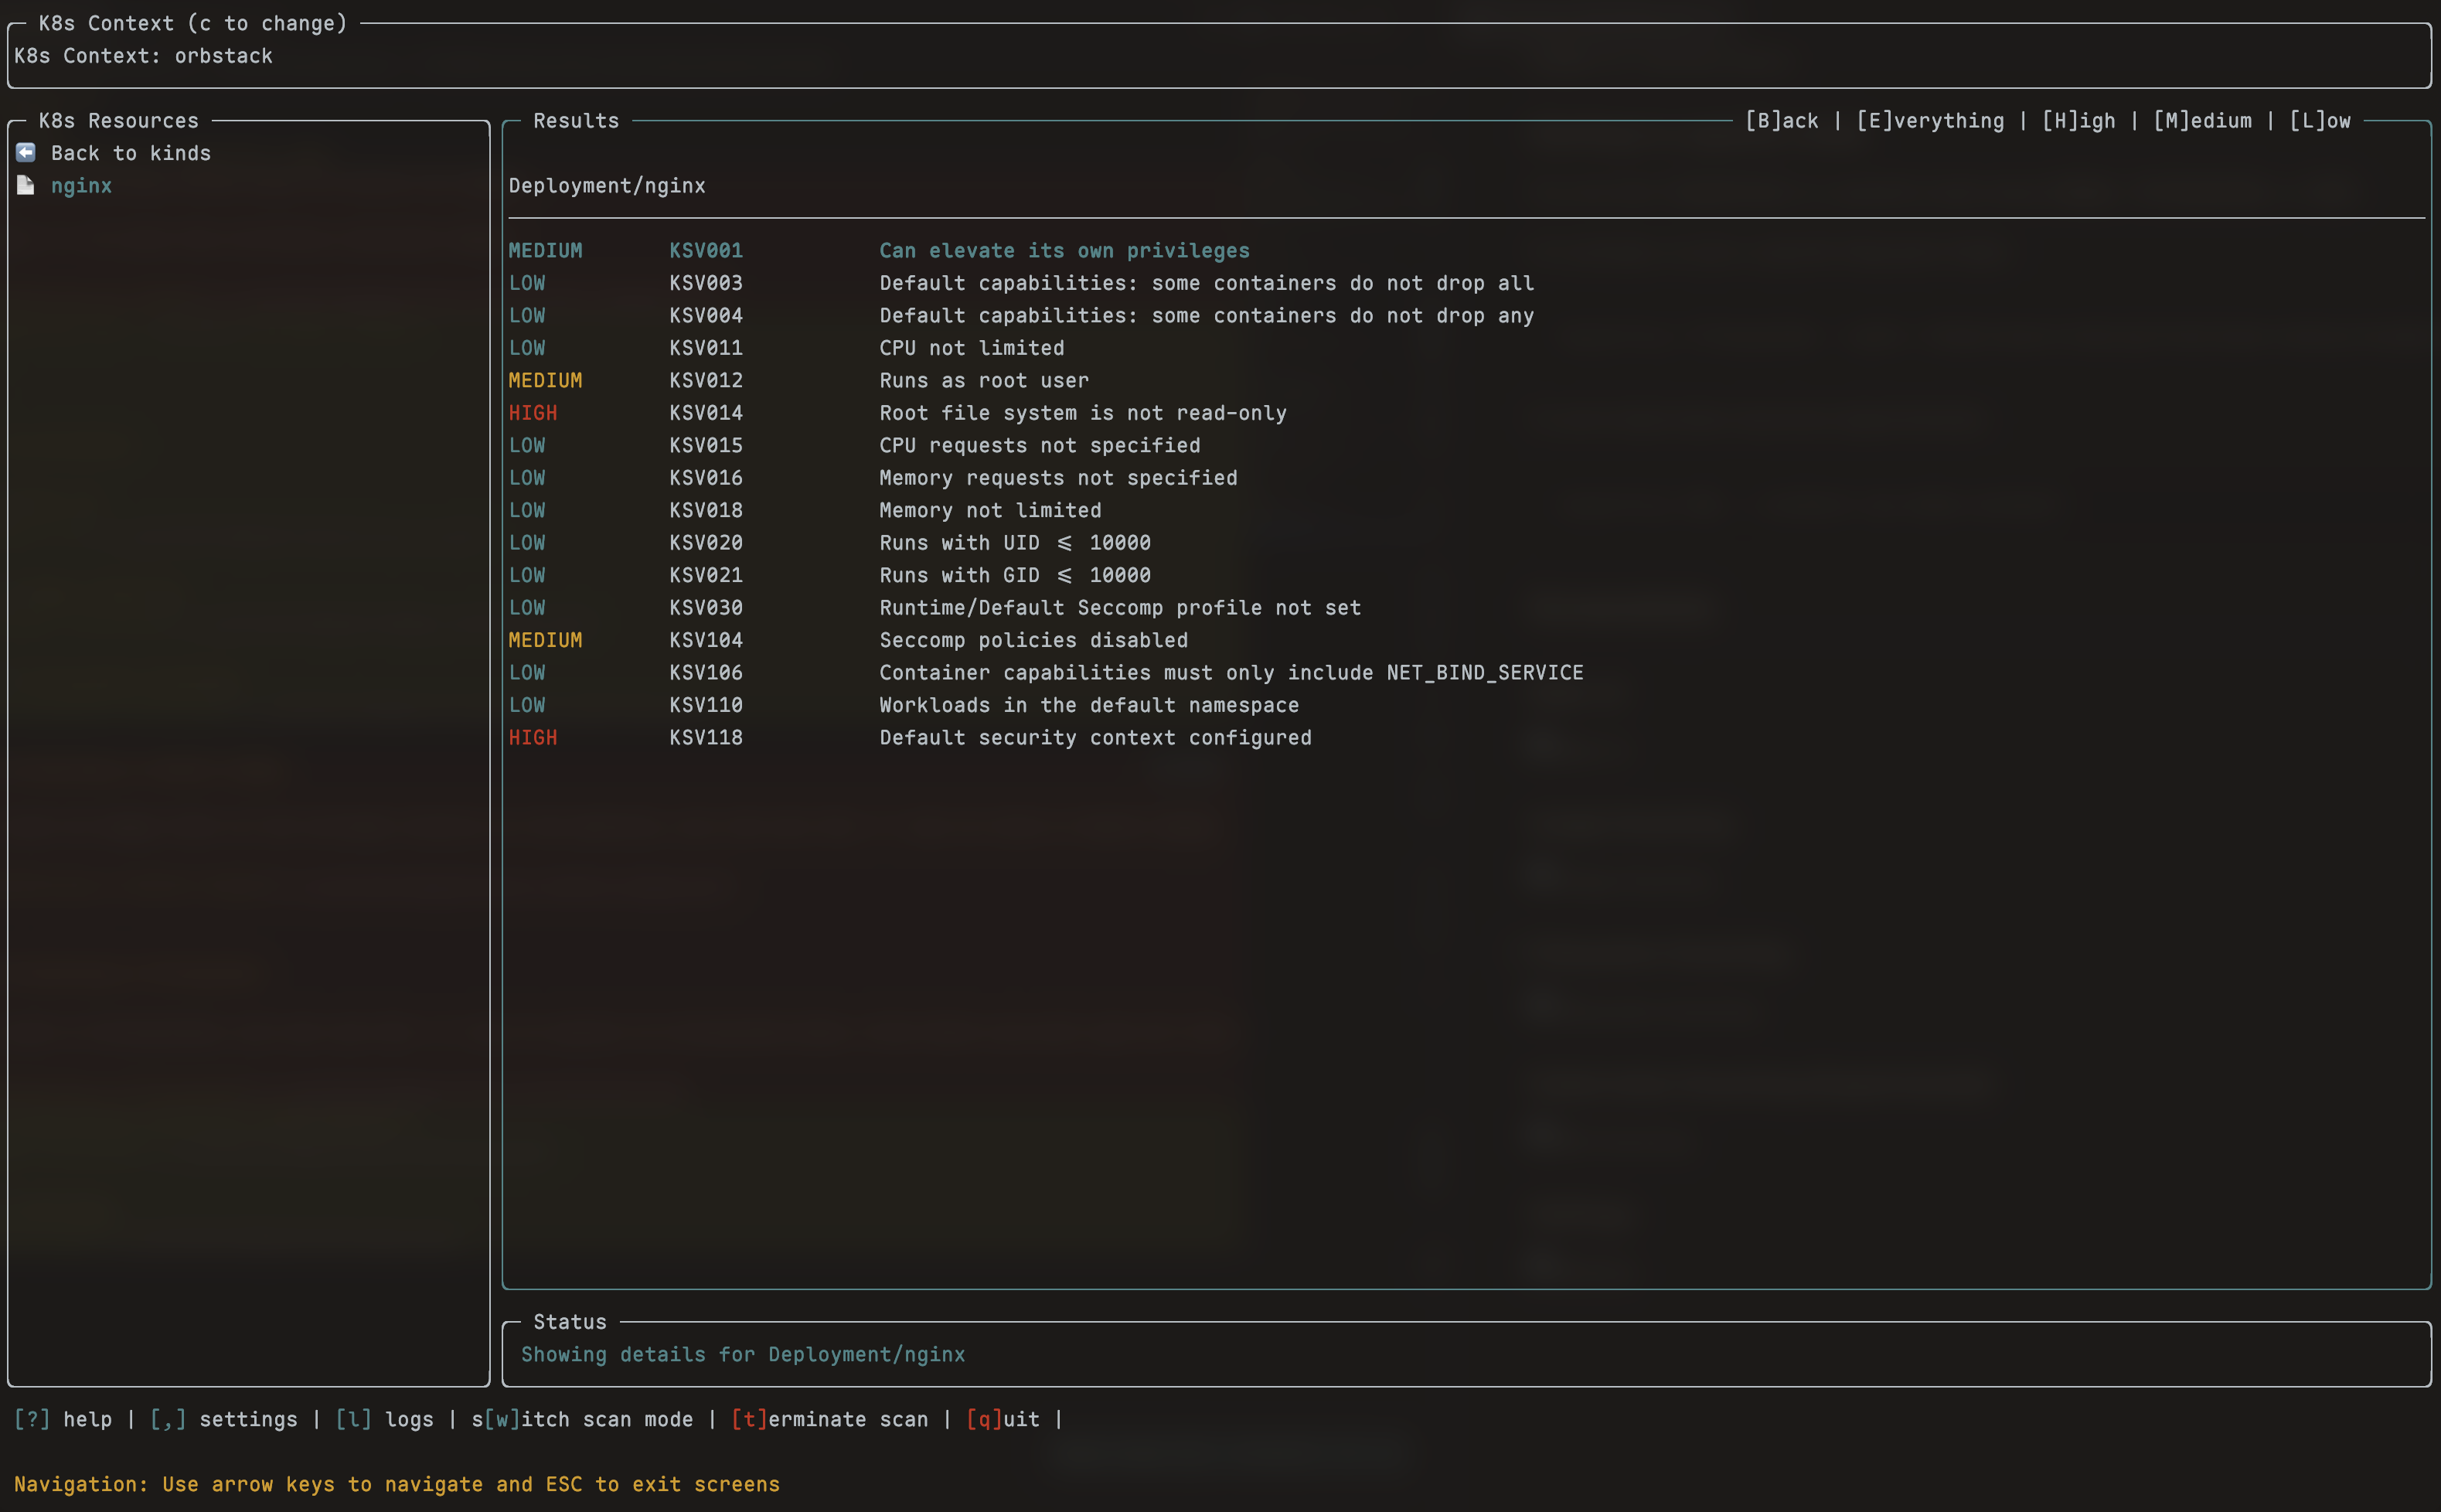 K8s Context (c to change)
K8s Context: orbstack
K8s Resources
Back to kinds
nginx
Results
[B]ack | [E]verything | [H]igh | [M]edium | [L]ow
Deployment/nginx
MEDIUM KSV001 Can elevate its own privileges
LOW KSV003 Default capabilities: some containers do not drop all
LOW KSV004 Default capabilities: some containers do not drop any
LOW KSV011 CPU not limited
MEDIUM KSV012 Runs as root user
HIGH KSV014 Root file system is not read-only
LOW KSV015 CPU requests not specified
LOW KSV016 Memory requests not specified
LOW KSV018 Memory not limited
LOW KSV020 Runs with UID <= 10000
LOW KSV021 Runs with GID <= 10000
LOW KSV030 Runtime/Default Seccomp profile not set
MEDIUM KSV104 Seccomp policies disabled
LOW KSV106 Container capabilities must only include NET_BIND_SERVICE
LOW KSV110 Workloads in the default namespace
HIGH KSV118 Default security context configured
Status
Showing details for Deployment/nginx
[?] help | [,] settings | [l] logs | s[w]itch scan mode | [t]erminate scan | [q]uit |
Navigation: Use arrow keys to navigate and ESC to exit screens